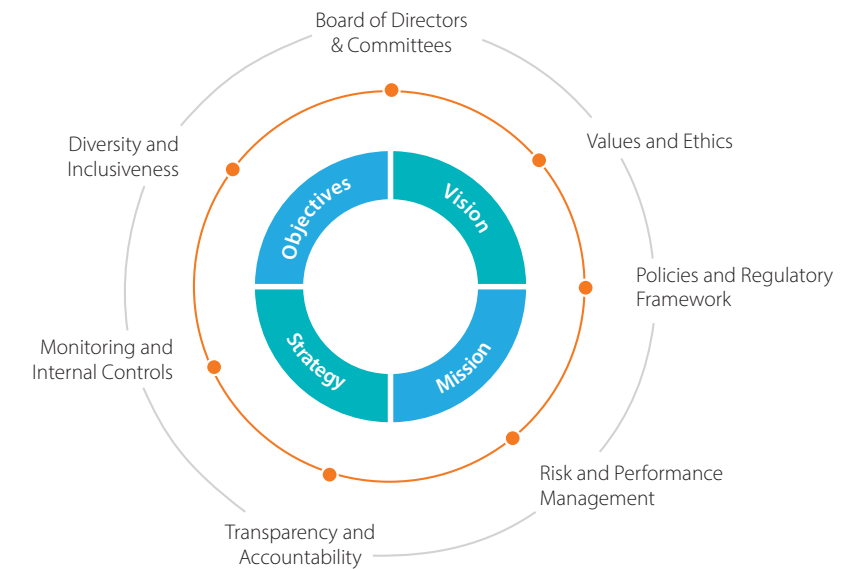 Board of Directors
& Committees
Values and Ethics
Policies and Regulatory
Framework
Risk and Performance
Management
Transparency and
Accountability
Monitoring and
Internal Controls
Diversity and
Inclusiveness
Objectives
Vision
Mission
Strategy